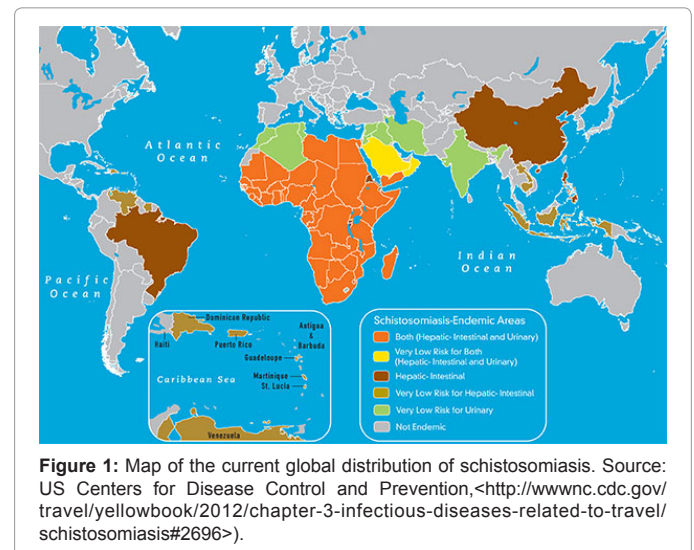 Atlantic
Ocean
Pacific
Ocean
Indian
Ocean
Dominican Republic
Haiti
Puerto Rico
Antigua
&
Barbuda
Guadeloupe
Martinique
St. Lucia
Caribbean Sea
Venezuela
Schistosomiasis-Endemic Areas
Both (Hepatic- Intestinal and Urinary)
Very Low Risk for Both
(Hepatic- Intestinal and Urinary)
Hepatic- Intestinal
Very Low Risk for Hepatic- Intestinal
Very Low Risk for Urinary
Not Endemic
Figure 1: Map of the current global distribution of schistosomiasis. Source:
US Centers for Disease Control and Prevention,<http://wwwnc.cdc.gov/
travel/yellowbook/2012/chapter-3-infectious-diseases-related-to-travel/
schistosomiasis#2696>).